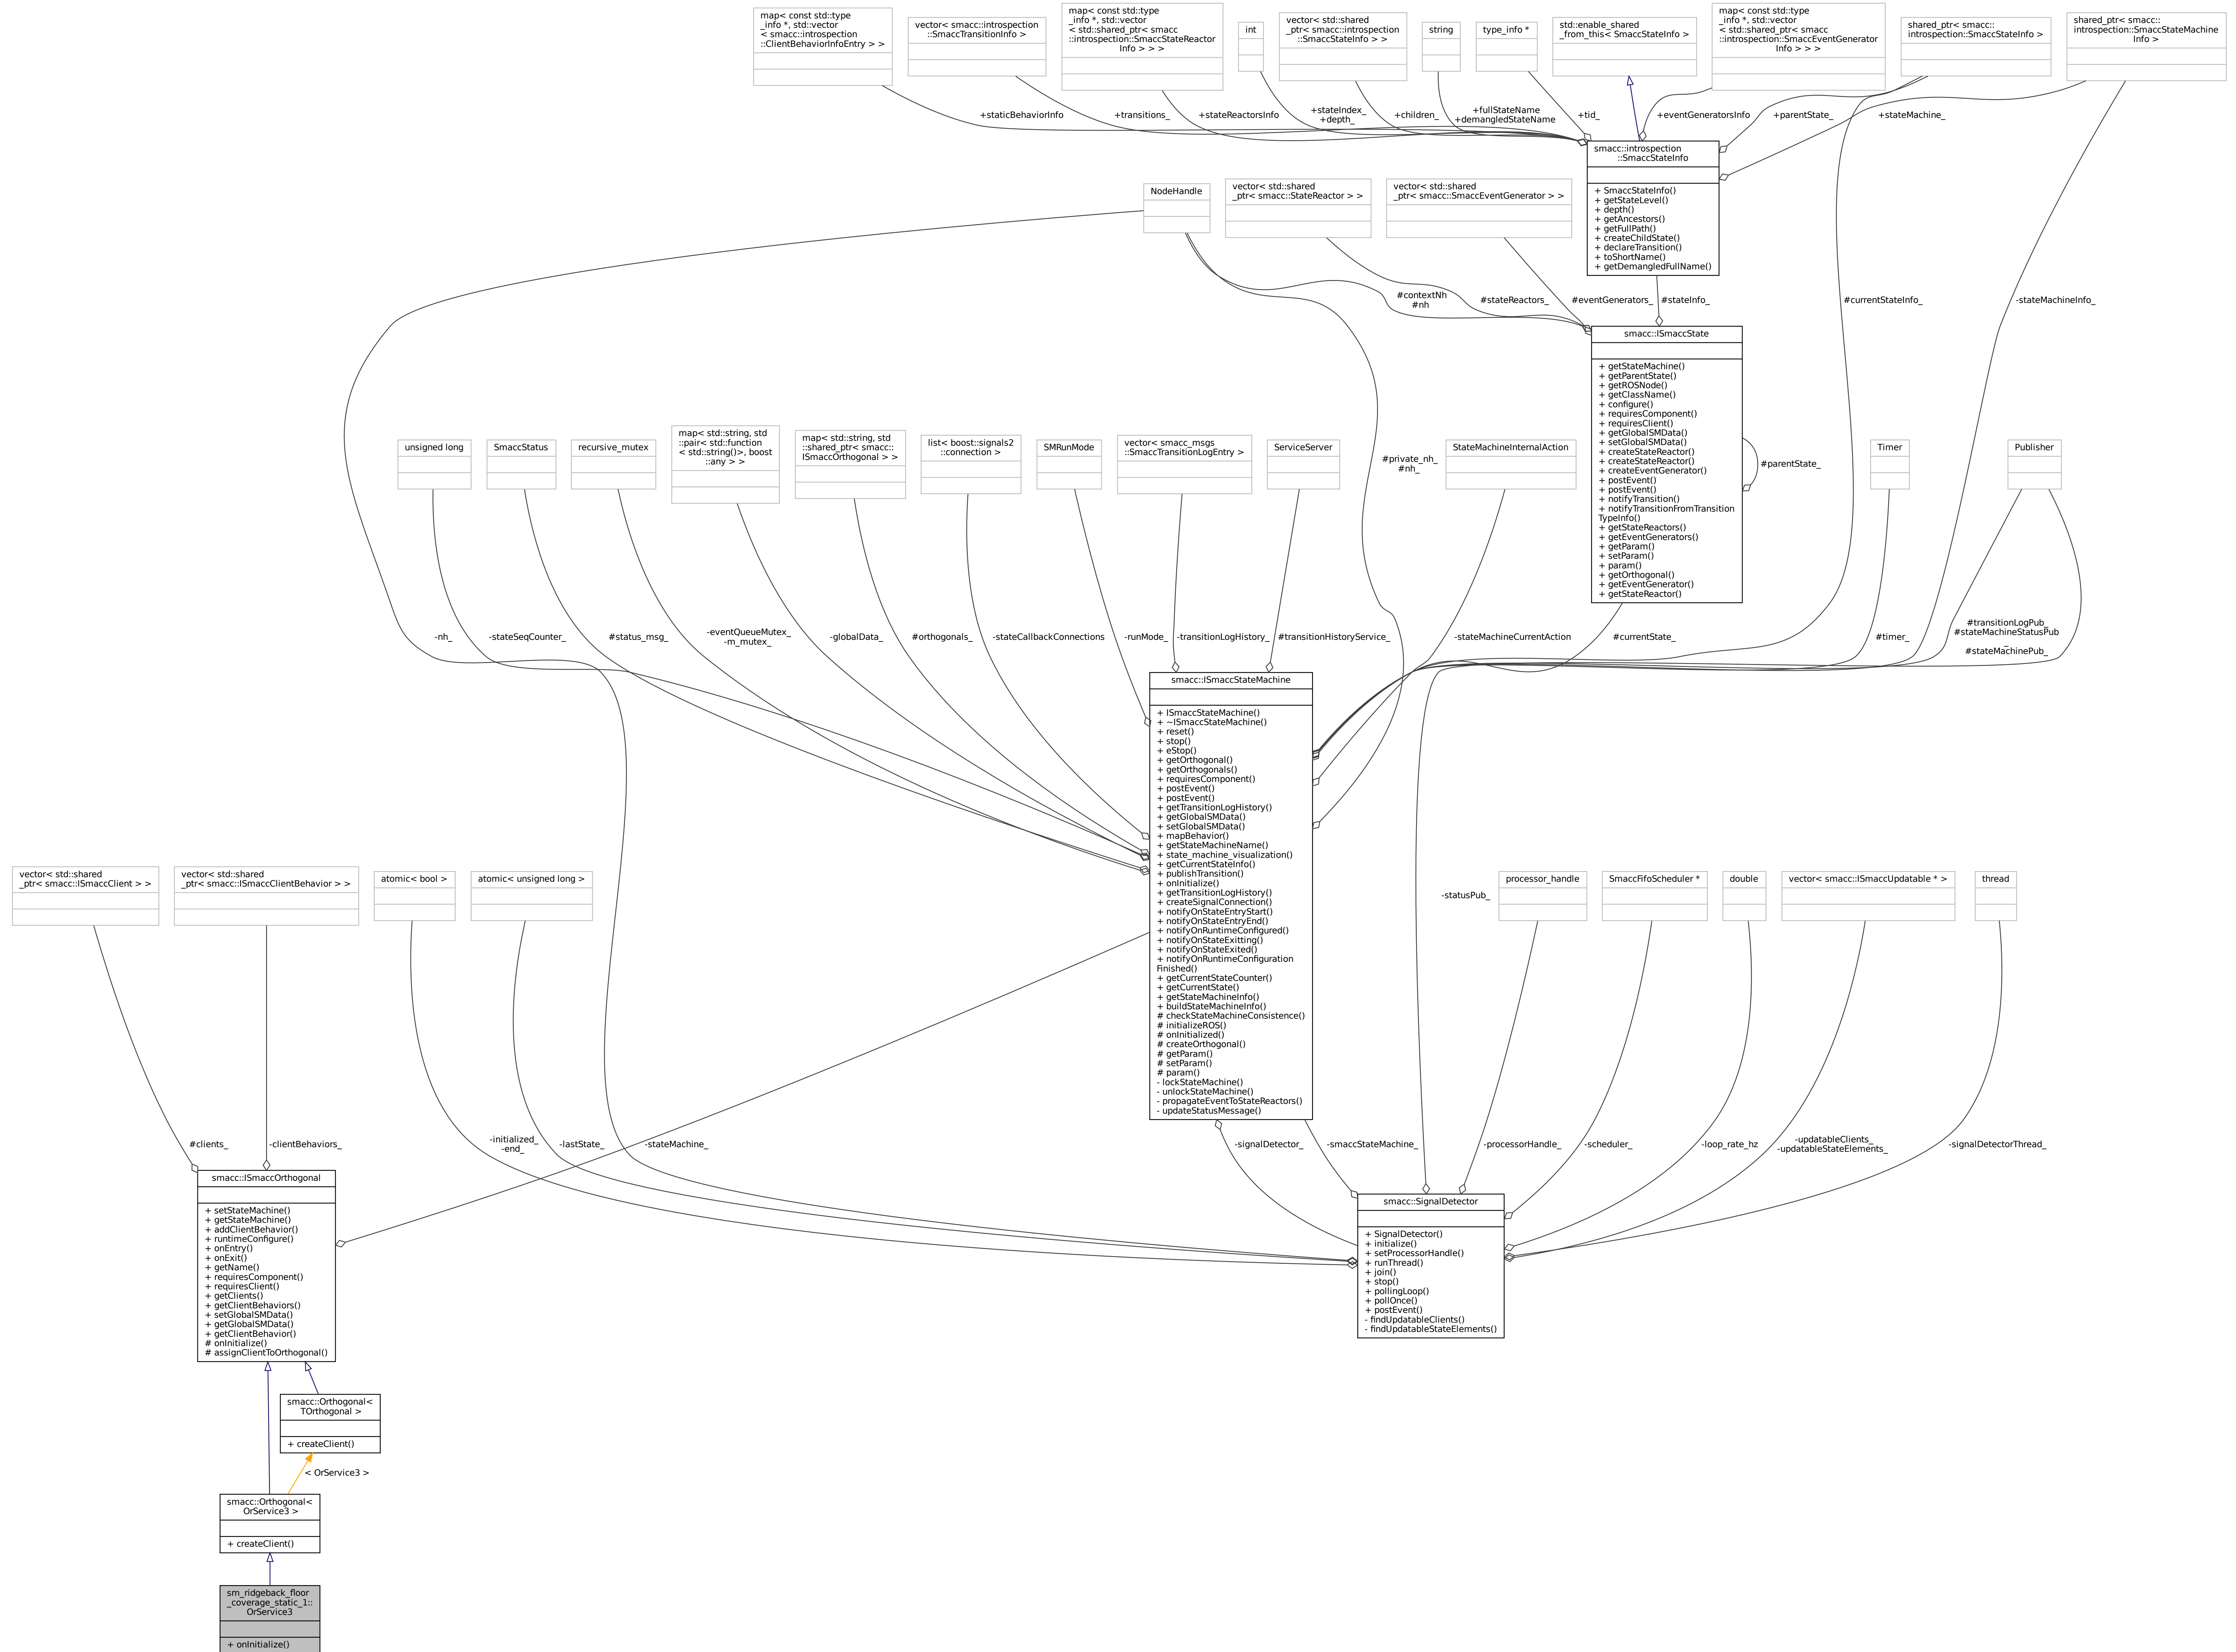 map< const std::type
_info *, std::vector
< smacc::introspection
::ClientBehaviorInfoEntry > >
vector< smacc::introspection
::SmaccTransitionInfo >
map< const std::type
_info *, std::vector
< std::shared_ptr< smacc
::introspection::SmaccStateReactor
Info > > >
int
vector< std::shared
_ptr< smacc::introspection
::SmaccStateInfo > >
string
type_info *
std::enable_shared
_from_this< SmaccStateInfo >
map< const std::type
_info *, std::vector
< std::shared_ptr< smacc
::introspection::SmaccEventGenerator
Info > > >
shared_ptr< smacc::
introspection::SmaccStateInfo >
shared_ptr< smacc::
introspection::SmaccStateMachine
Info >
+staticBehaviorInfo
+transitions_
+stateReactorsInfo
+stateIndex_
+depth_
+children_
+fullStateName
+demangledStateName
+tid_
+eventGeneratorsInfo
+parentState_
+stateMachine_
smacc::introspection
::SmaccStateInfo
+ SmaccStateInfo()
+ getStateLevel()
+ depth()
+ getAncestors()
+ getFullPath()
+ createChildState()
+ declareTransition()
+ toShortName()
+ getDemangledFullName()
NodeHandle
vector< std::shared
_ptr< smacc::StateReactor > >
vector< std::shared
_ptr< smacc::SmaccEventGenerator > >
#contextNh
#nh
#stateReactors_
#eventGenerators_
#stateInfo_
#currentStateInfo_
-stateMachineInfo_
smacc::ISmaccState
+ getStateMachine()
+ getParentState()
+ getROSNode()
+ getClassName()
+ configure()
+ requiresComponent()
+ requiresClient()
+ getGlobalSMData()
+ setGlobalSMData()
+ createStateReactor()
+ createStateReactor()
+ createEventGenerator()
+ postEvent()
+ postEvent()
+ notifyTransition()
+ notifyTransitionFromTransition
TypeInfo()
+ getStateReactors()
+ getEventGenerators()
+ getParam()
+ setParam()
+ param()
+ getOrthogonal()
+ getEventGenerator()
+ getStateReactor()
#parentState_
unsigned long
SmaccStatus
recursive_mutex
map< std::string, std
::pair< std::function
< std::string()>, boost
::any > >
map< std::string, std
::shared_ptr< smacc::
ISmaccOrthogonal > >
list< boost::signals2
::connection >
SMRunMode
vector< smacc_msgs
::SmaccTransitionLogEntry >
ServiceServer
#private_nh_
#nh_
StateMachineInternalAction
Timer
Publisher
-nh_
-stateSeqCounter_
#status_msg_
-eventQueueMutex_
-m_mutex_
-globalData_
#orthogonals_
-stateCallbackConnections
-runMode_
-transitionLogHistory_
#transitionHistoryService_
-stateMachineCurrentAction
#currentState_
#timer_
#transitionLogPub_
#stateMachineStatusPub
_
#stateMachinePub_
smacc::ISmaccStateMachine
+ ISmaccStateMachine()
+ ~ISmaccStateMachine()
+ reset()
+ stop()
+ eStop()
+ getOrthogonal()
+ getOrthogonals()
+ requiresComponent()
+ postEvent()
+ postEvent()
+ getTransitionLogHistory()
+ getGlobalSMData()
+ setGlobalSMData()
+ mapBehavior()
+ getStateMachineName()
+ state_machine_visualization()
+ getCurrentStateInfo()
+ publishTransition()
+ onInitialize()
+ getTransitionLogHistory()
+ createSignalConnection()
+ notifyOnStateEntryStart()
+ notifyOnStateEntryEnd()
+ notifyOnRuntimeConfigured()
+ notifyOnStateExitting()
+ notifyOnStateExited()
+ notifyOnRuntimeConfiguration
Finished()
+ getCurrentStateCounter()
+ getCurrentState()
+ getStateMachineInfo()
+ buildStateMachineInfo()
# checkStateMachineConsistence()
# initializeROS()
# onInitialized()
# createOrthogonal()
# getParam()
# setParam()
# param()
- lockStateMachine()
- unlockStateMachine()
- propagateEventToStateReactors()
- updateStatusMessage()
vector< std::shared
_ptr< smacc::ISmaccClient > >
vector< std::shared
_ptr< smacc::ISmaccClientBehavior > >
atomic< bool >
atomic< unsigned long >
-statusPub_
processor_handle
SmaccFifoScheduler *
double
vector< smacc::ISmaccUpdatable * >
thread
#clients_
-clientBehaviors_
-initialized_
-end_
-lastState_
-stateMachine_
-signalDetector_
-smaccStateMachine_
-processorHandle_
-scheduler_
-loop_rate_hz
-updatableClients_
-updatableStateElements_
-signalDetectorThread_
smacc::ISmaccOrthogonal
+ setStateMachine()
+ getStateMachine()
+ addClientBehavior()
+ runtimeConfigure()
+ onEntry()
+ onExit()
+ getName()
+ requiresComponent()
+ requiresClient()
+ getClients()
+ getClientBehaviors()
+ setGlobalSMData()
+ getGlobalSMData()
+ getClientBehavior()
# onInitialize()
# assignClientToOrthogonal()
smacc::SignalDetector
+ SignalDetector()
+ initialize()
+ setProcessorHandle()
+ runThread()
+ join()
+ stop()
+ pollingLoop()
+ pollOnce()
+ postEvent()
- findUpdatableClients()
- findUpdatableStateElements()
smacc::Orthogonal<
TOrthogonal >
+ createClient()
< OrService3 >
smacc::Orthogonal<
OrService3 >
+ createClient()
sm_ridgeback_floor
_coverage_static_1::
OrService3
+ onInitialize()